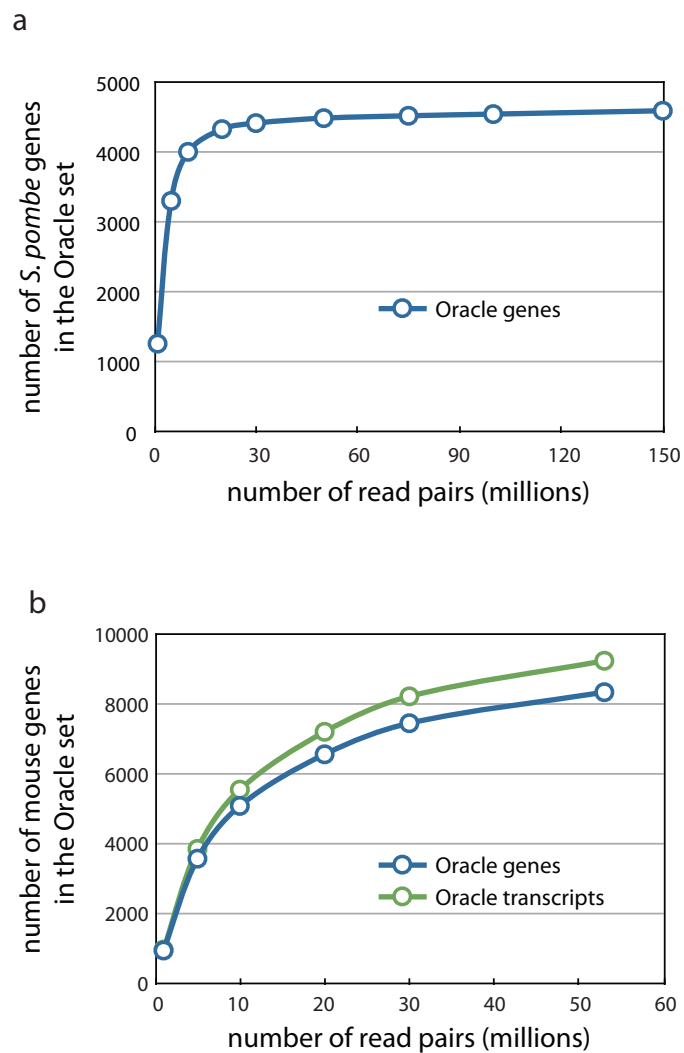 a
number of S. pombe genes
in the Oracle set
5000
4000
3000
2000
1000
0
Oracle genes
0 30 60 90 120 150
number of read pairs (millions)
b
number of mouse genes
in the Oracle set
10000
8000
6000
4000
2000
0
Oracle genes
Oracle transcripts
0 10 20 30 40 50 60
number of read pairs (millions)